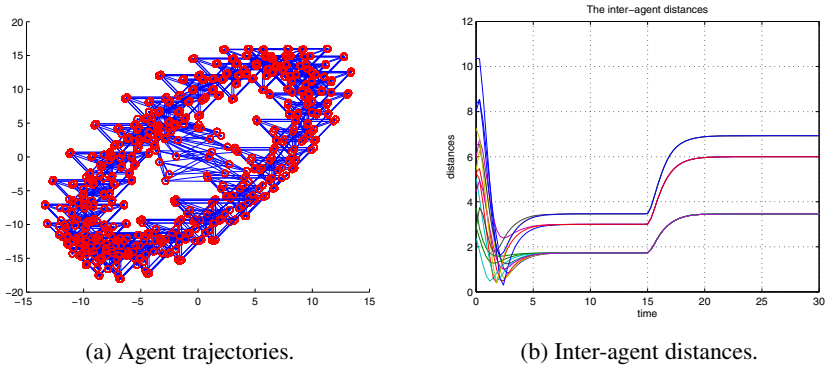 20
15
10
5
0
−5
−10
−15
−20
−15 −10 −5 0 5 10 15
(a) Agent trajectories.
The inter−agent distances
12
10
8
6
4
2
0
distances
0 5 10 15 20 25 30
time
(b) Inter-agent distances.